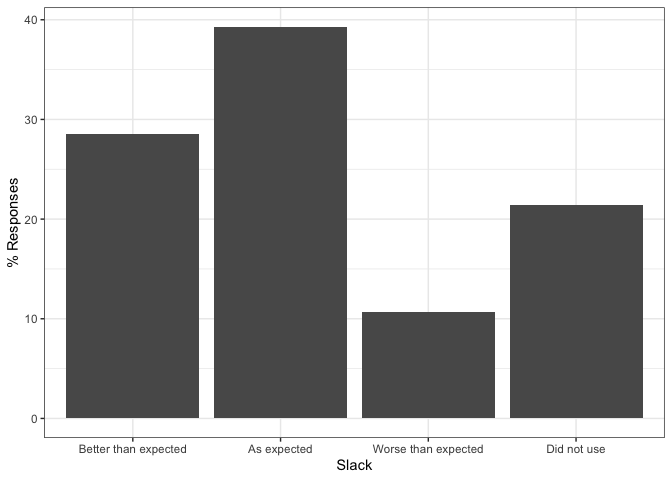 % Responses
40
30
20
10
0
Better than expected
As expected
Worse than expected
Did not use
Slack